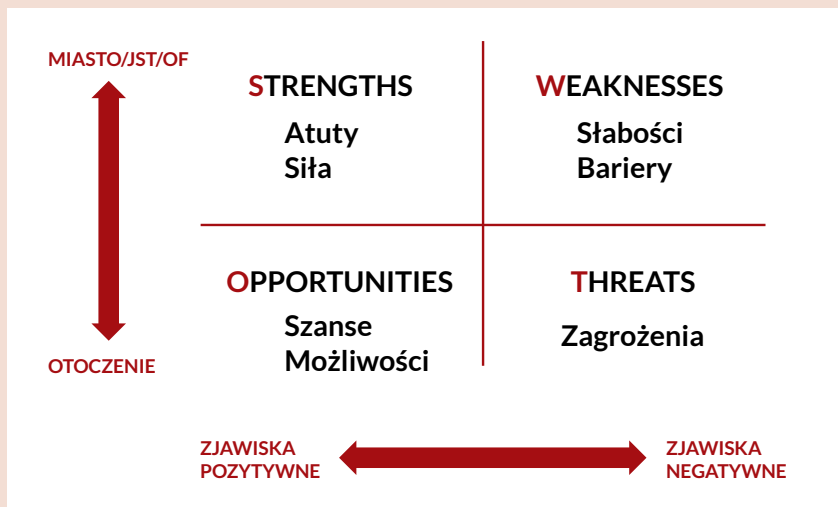 MIASTO/JST/OF
STRENGTHS
Atuty
Siła
WEAKNESSES
Słabości
Bariery
OPPORTUNITIES
Szanse
Możliwości
THREATS
Zagrożenia
OTOCZENIE
ZJAWISKA
POZYTYWNE
ZJAWISKA
NEGATYWNE